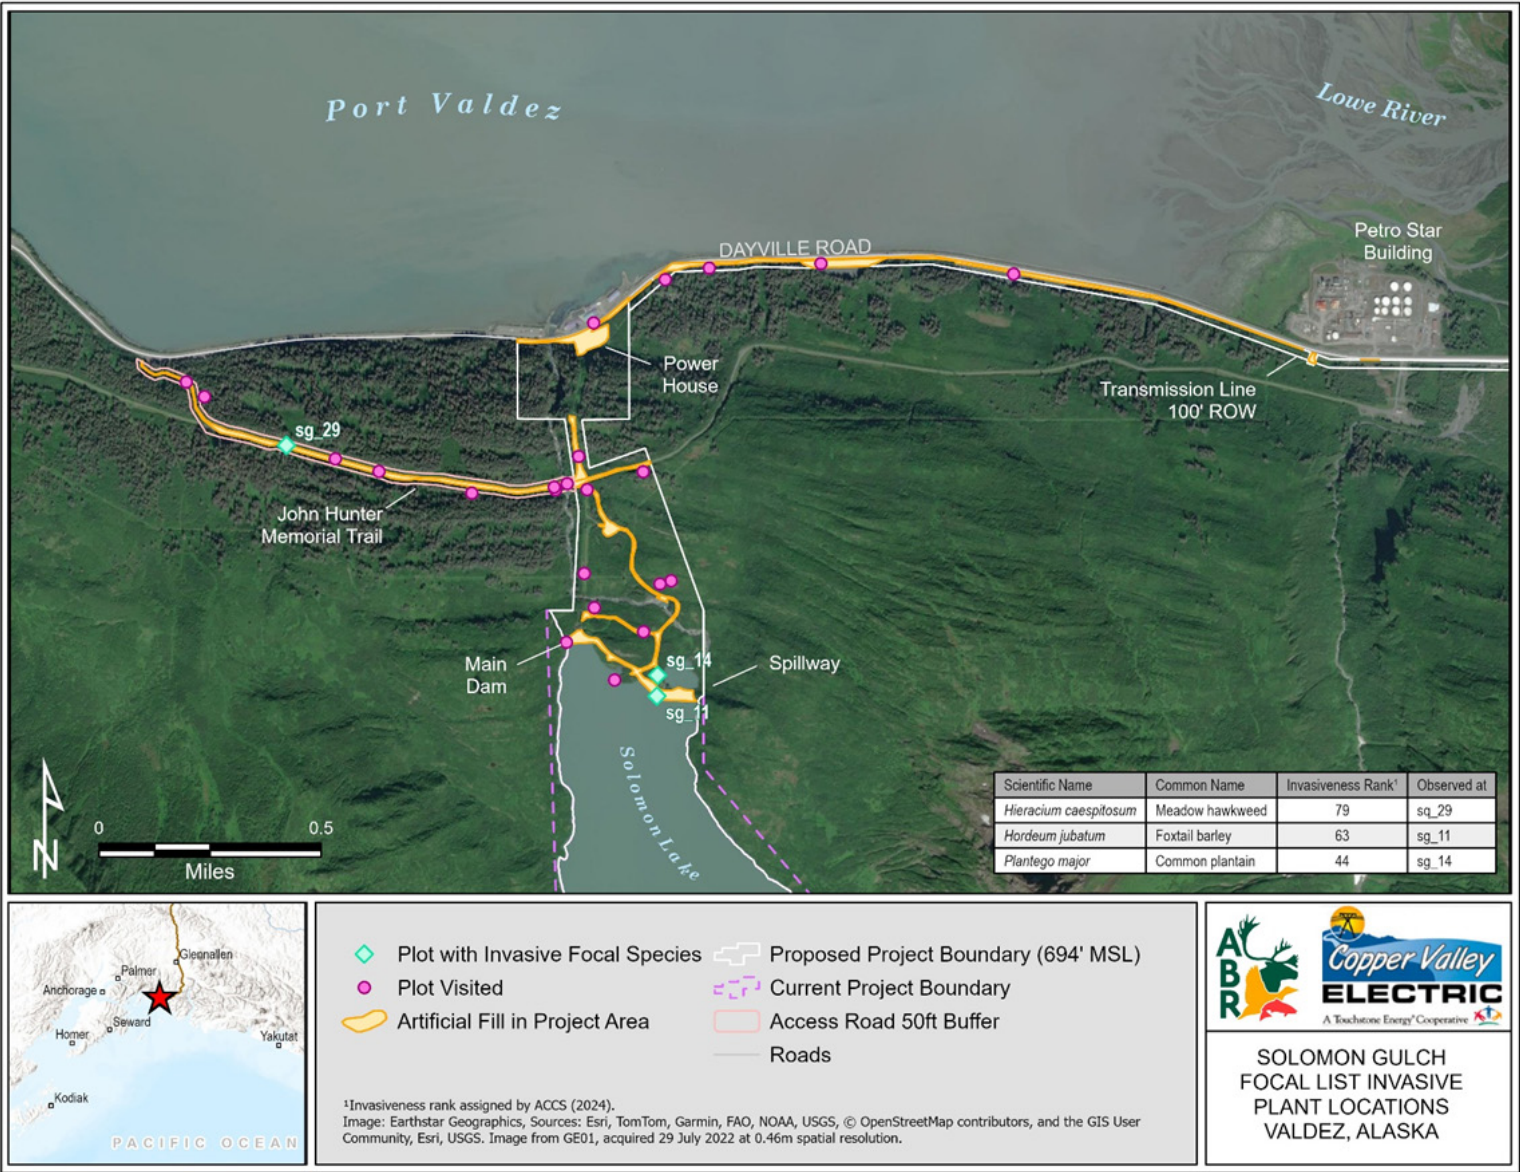 Port Valdez
Lowe River
DAYVILLE ROAD
Petro Star
Building
Power
House
Transmission Line
100' ROW
sg_29
John Hunter
Memorial Trail
Main
Dam
sg_14
Spillway
sg_11
Solomon Lake
N
0 0.5
Miles
Scientific Name Common Name Invasiveness Rank¹ Observed at
Hieracium caespitosum Meadow hawkweed 79 sg_29
Hordeum jubatum Foxtail barley 63 sg_11
Plantego major Common plantain 44 sg_14
Glennallen
Palmer
Anchorage
Seward
Homer
Yakutat
Kodiak
PACIFIC OCEAN
Plot with Invasive Focal Species
Plot Visited
Artificial Fill in Project Area
Proposed Project Boundary (694' MSL)
Current Project Boundary
Access Road 50ft Buffer
Roads
¹Invasiveness rank assigned by ACCS (2024).
Image: Earthstar Geographics, Sources: Esri, TomTom, Garmin, FAO, NOAA, USGS, © OpenStreetMap contributors, and the GIS User
Community, Esri, USGS. Image from GE01, acquired 29 July 2022 at 0.46m spatial resolution.
ABR
Copper Valley
ELECTRIC
A Touchstone Energy® Cooperative
SOLOMON GULCH
FOCAL LIST INVASIVE
PLANT LOCATIONS
VALDEZ, ALASKA